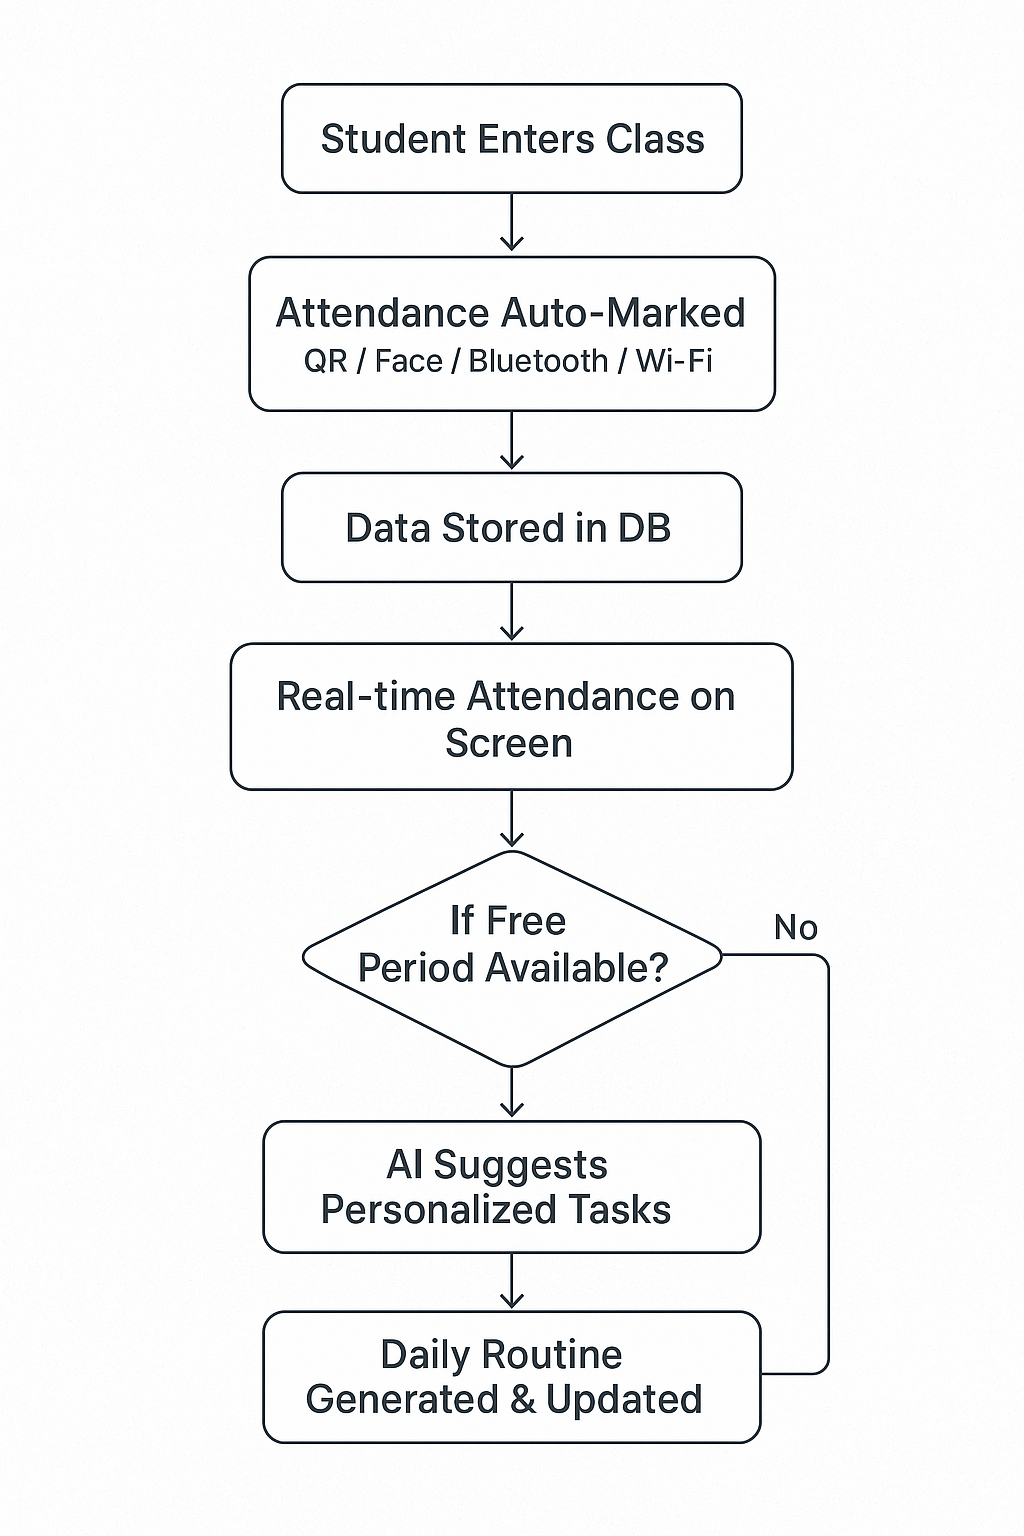 Student Enters Class
Attendance Auto-Marked
QR / Face / Bluetooth / Wi-Fi
Data Stored in DB
Real-time Attendance on
Screen
If Free
Period Available?
No
AI Suggests
Personalized Tasks
Daily Routine
Generated & Updated